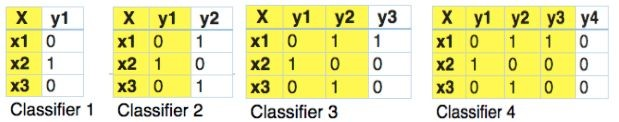 X y1
x1 0
x2 1
x3 0
Classifier 1
X y1 y2
x1 0 1
x2 1 0
x3 0 1
Classifier 2
X y1 y2 y3
x1 0 1 1
x2 1 0 0
x3 0 1 0
Classifier 3
X y1 y2 y3 y4
x1 0 1 1 0
x2 1 0 0 0
x3 0 1 0 0
Classifier 4